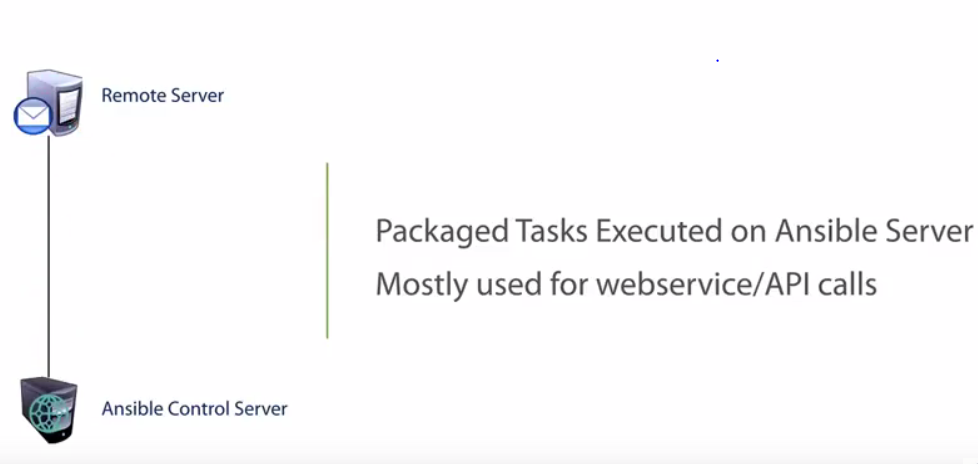 Remote Server
Packaged Tasks Executed on Ansible Server
Mostly used for webservice/API calls
Ansible Control Server